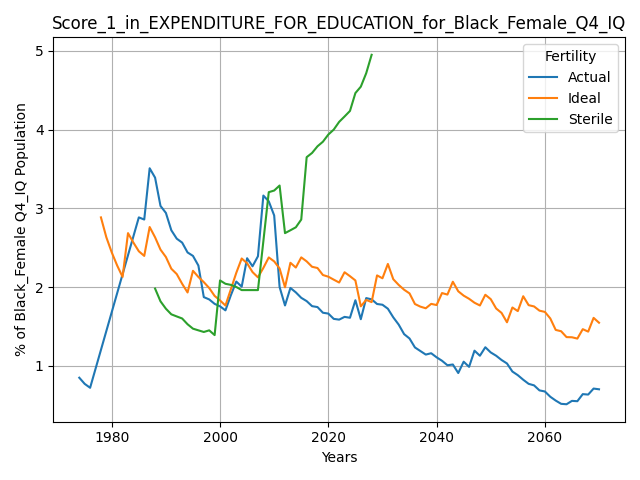 Score_1_in_EXPENDITURE_FOR_EDUCATION_for_Black_Female_Q4_IQ
% of Black_Female Q4_IQ Population
5
4
3
2
1
Fertility
Actual
Ideal
Sterile
1980 2000 2020 2040 2060
Years